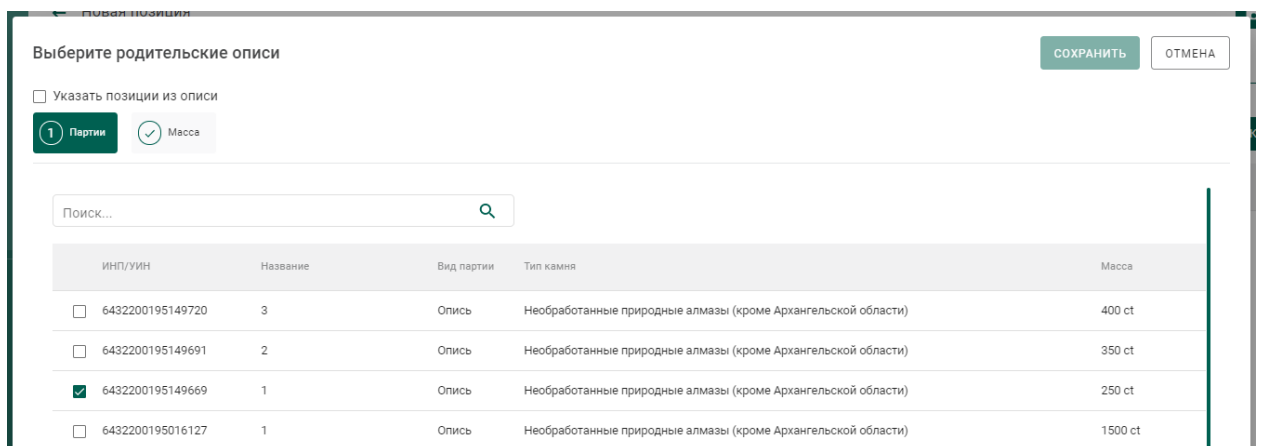 ← Новая позиция
Выберите родительские описи
СОХРАНИТЬ ОТМЕНА
Указать позиции из описи
1 Партии Масса
Поиск...
ИНП/УИН Название Вид партии Тип камня Масса
6432200195149720 3 Опись Необработанные природные алмазы (кроме Архангельской области) 400 ct
6432200195149691 2 Опись Необработанные природные алмазы (кроме Архангельской области) 350 ct
6432200195149669 1 Опись Необработанные природные алмазы (кроме Архангельской области) 250 ct
6432200195016127 1 Опись Необработанные природные алмазы (кроме Архангельской области) 1500 ct